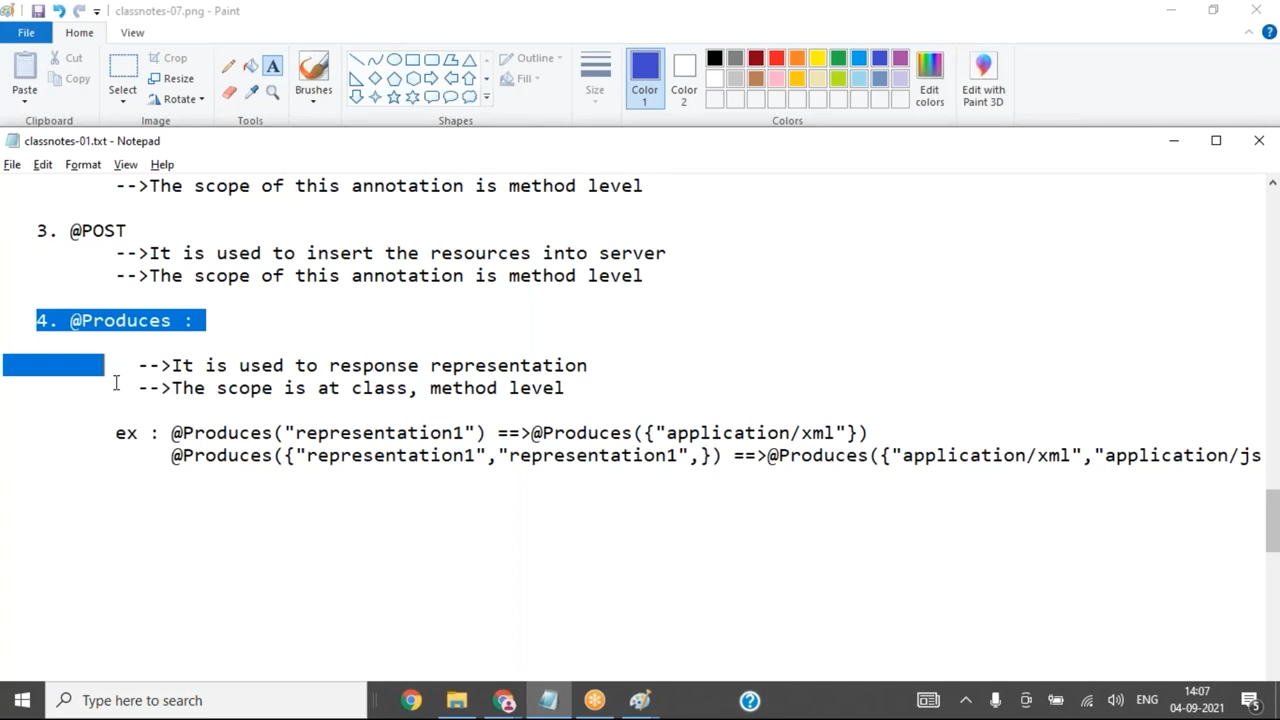 classnotes-07.png - Paint
File
Home
View
Paste
Cut
Copy
Clipboard
Select
Crop
Resize
Rotate
Image
A
Tools
Brushes
Outline
Fill
Shapes
Size
Color 1
Color 2
Edit colors
Edit with Paint 3D
Colors
classnotes-01.txt - Notepad
File Edit Format View Help
-->The scope of this annotation is method level
3. @POST
-->It is used to insert the resources into server
-->The scope of this annotation is method level
4. @Produces :
-->It is used to response representation
-->The scope is at class, method level
ex : @Produces("representation1") ==>@Produces({"application/xml"})
@Produces({"representation1","representation1",}) ==>@Produces({"application/xml","application/js
Type here to search
ENG
14:07
04-09-2021
5